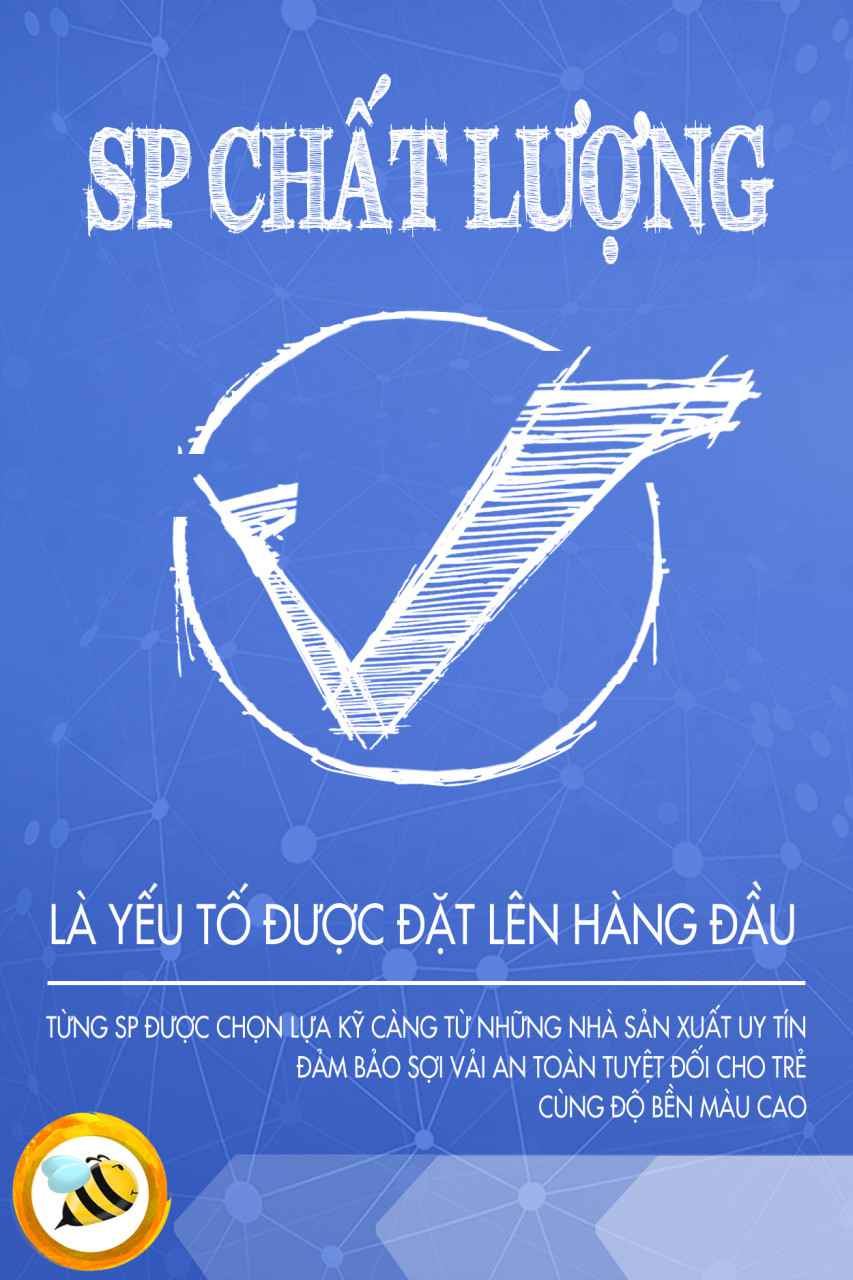 SP CHẤT LƯỢNG
LÀ YẾU TỐ ĐƯỢC ĐẶT LÊN HÀNG ĐẦU
TỪNG SP ĐƯỢC CHỌN LỰA KỸ CÀNG TỪ NHỮNG NHÀ SẢN XUẤT UY TÍN
ĐẢM BẢO SỢI VẢI AN TOÀN TUYỆT ĐỐI CHO TRẺ
CÙNG ĐỘ BỀN MÀU CAO